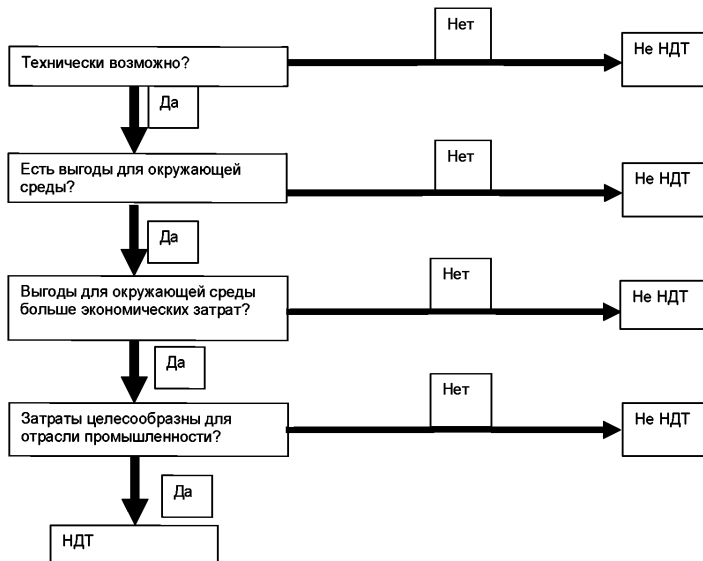 Технически возможно?
Нет
Не НДТ
Да
Есть выгоды для окружающей
среды?
Нет
Не НДТ
Да
Выгоды для окружающей среды
больше экономических затрат?
Нет
Не НДТ
Да
Затраты целесообразны для
отрасли промышленности?
Нет
Не НДТ
Да
НДТ